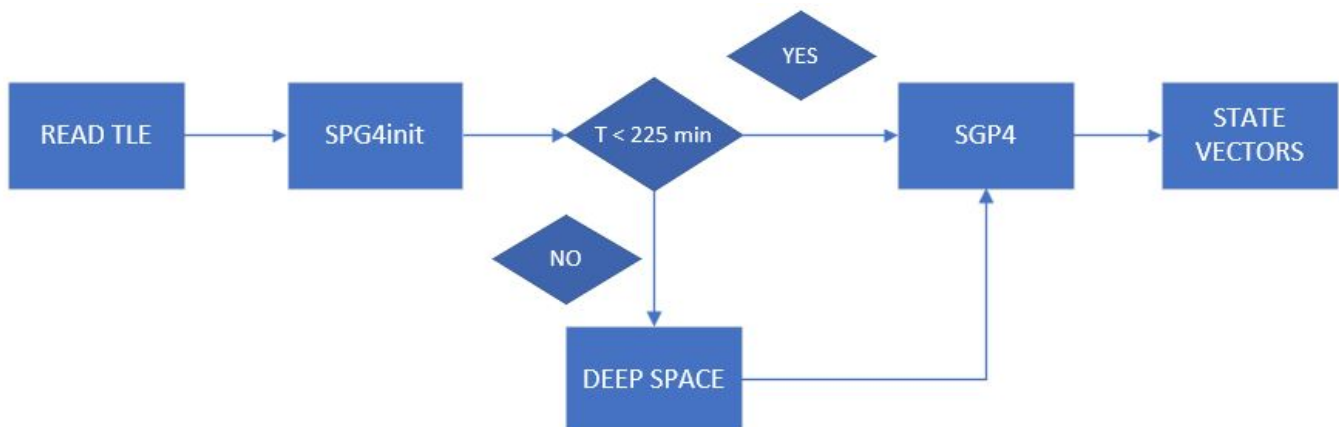 YES
READ TLE
SPG4init
T < 225 min
SGP4
STATE
VECTORS
NO
DEEP SPACE